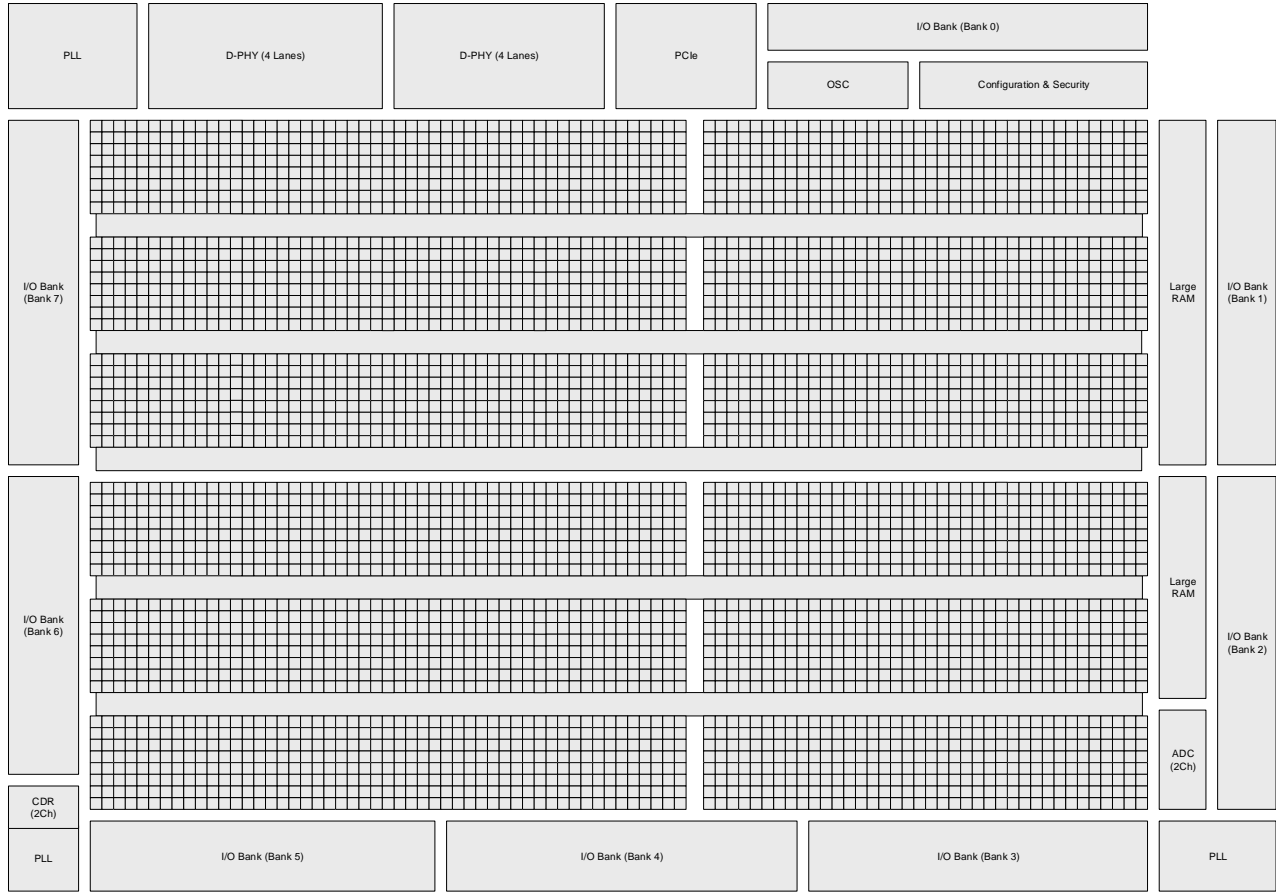 PLL
D-PHY (4 Lanes)
D-PHY (4 Lanes)
PCIe
I/O Bank (Bank 0)
OSC
Configuration & Security
I/O Bank
(Bank 7)
Large
RAM
I/O Bank
(Bank 1)
I/O Bank
(Bank 6)
Large
RAM
I/O Bank
(Bank 2)
ADC
(2Ch)
CDR
(2Ch)
PLL
I/O Bank (Bank 5)
I/O Bank (Bank 4)
I/O Bank (Bank 3)
PLL